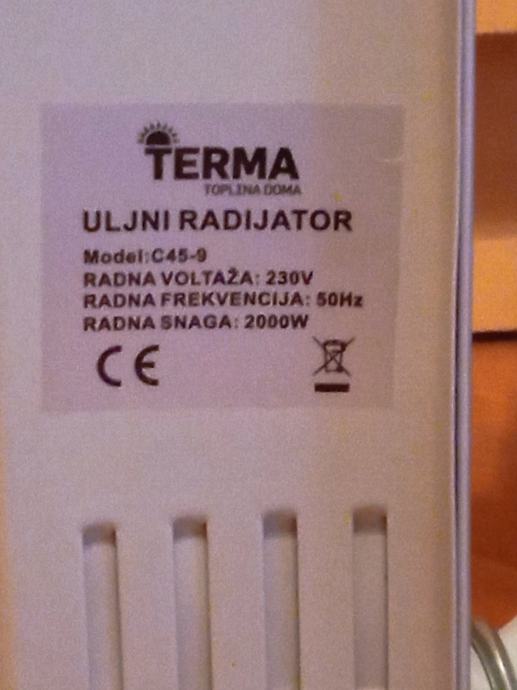 TERMA
TOPLINA DOMA
ULJNI RADIJATOR
Model:C45-9
RADNA VOLTAŽA: 230V
RADNA FREKVENCIJA: 50Hz
RADNA SNAGA: 2000W
CE